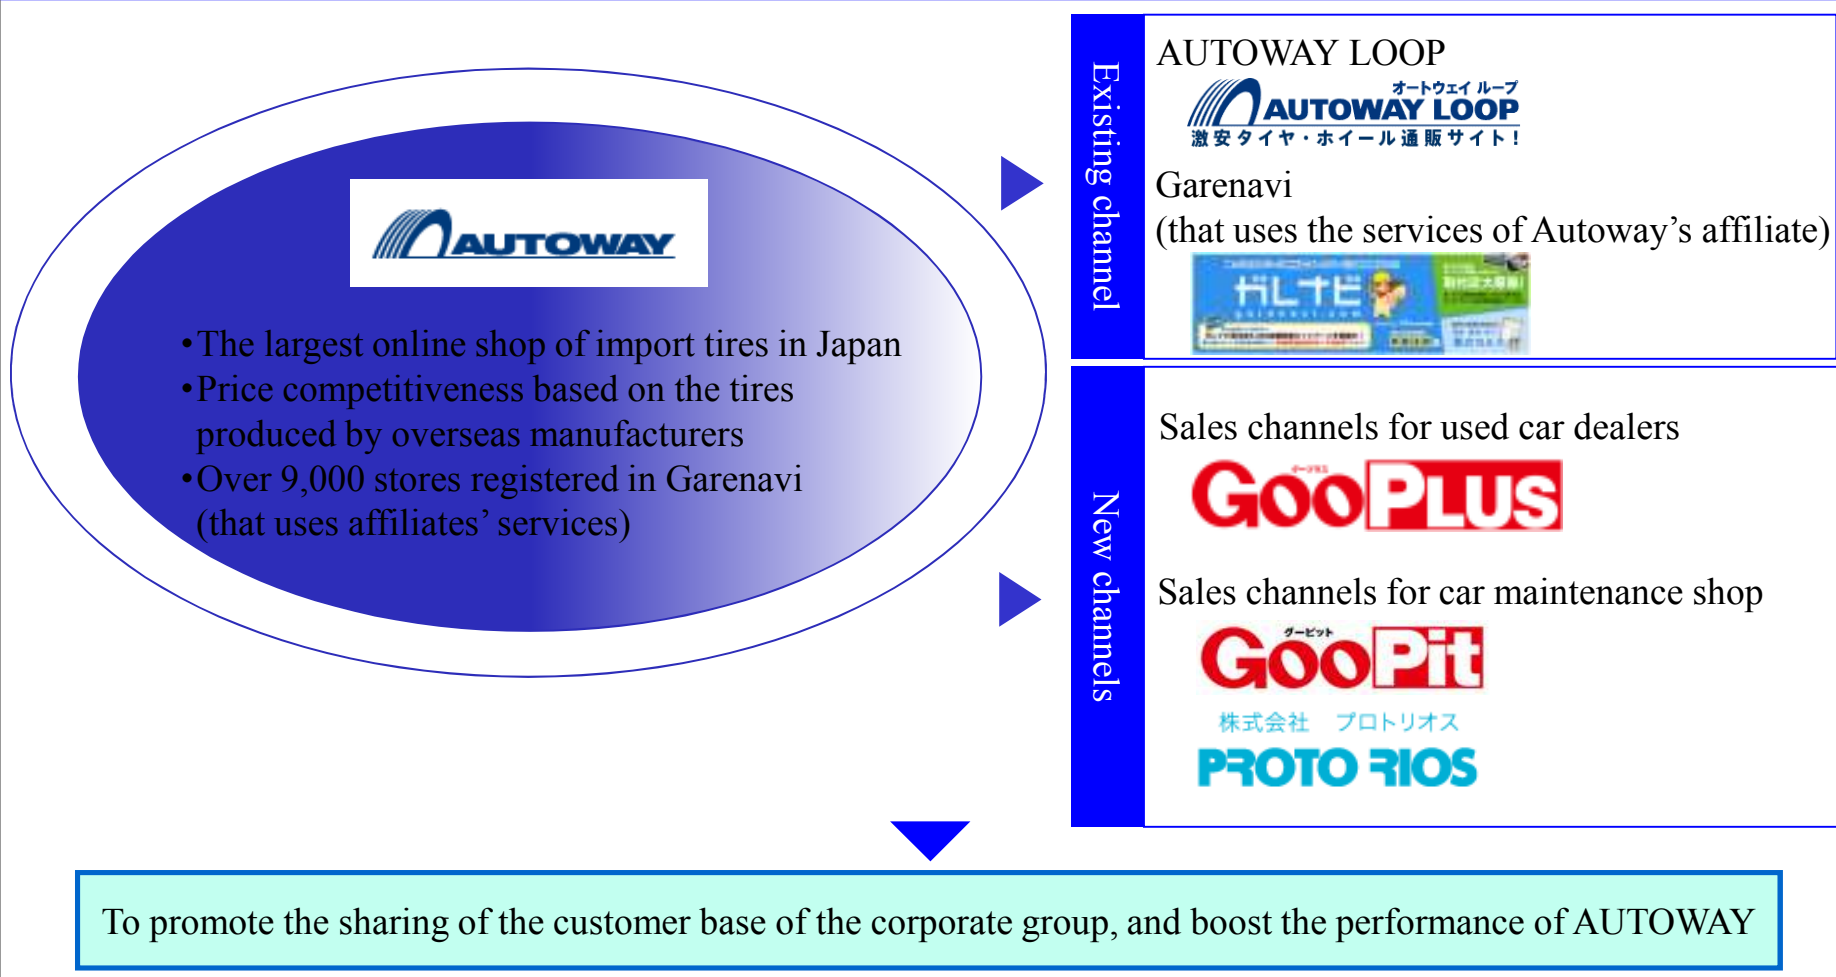 AUTOWAY
•The largest online shop of import tires in Japan
•Price competitiveness based on the tires
produced by overseas manufacturers
•Over 9,000 stores registered in Garenavi
(that uses affiliates’ services)
Existing channel
AUTOWAY LOOP
オートウェイ ループ
AUTOWAY LOOP
激安タイヤ・ホイール通販サイト!
Garenavi
(that uses the services of Autoway’s affiliate)
ガレナビ
New channels
Sales channels for used car dealers
GooPLUS
Sales channels for car maintenance shop
グーピット
GooPit
株式会社 プロトリオス
PROTO RIOS
To promote the sharing of the customer base of the corporate group, and boost the performance of AUTOWAY